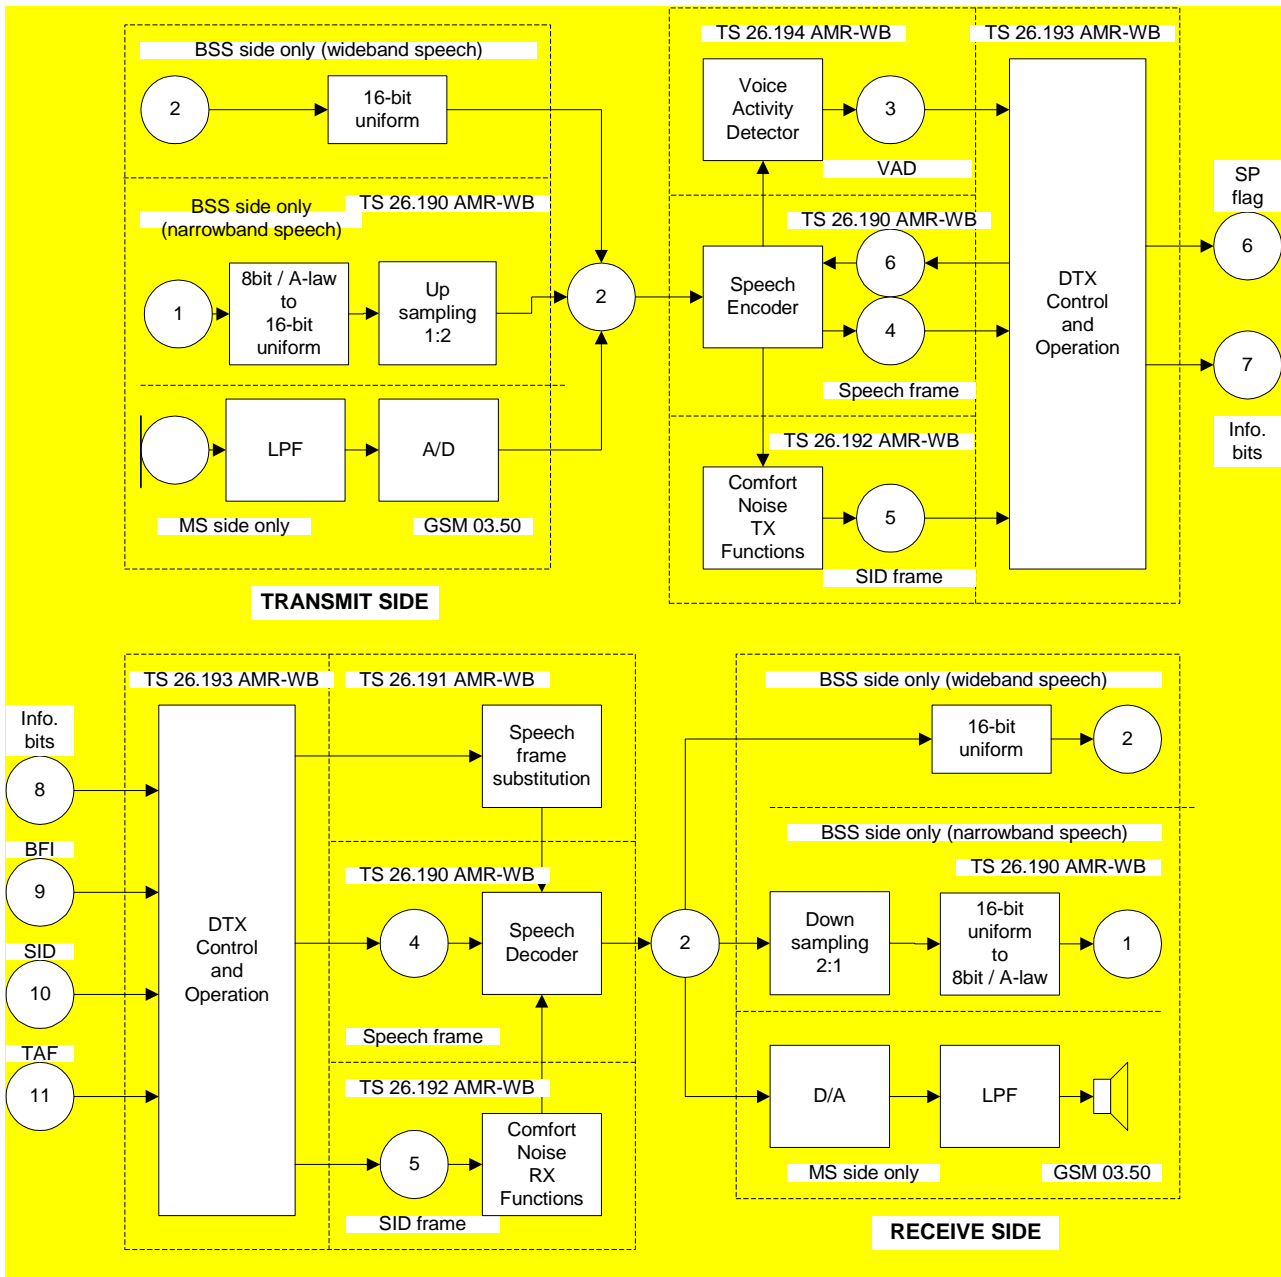 BSS side only (wideband speech)
2
16-bit
uniform
BSS side only
(narrowband speech)
TS 26.190 AMR-WB
1
8bit / A-law
to
16-bit
uniform
Up
sampling
1:2
2
LPF
A/D
MS side only
GSM 03.50
TRANSMIT SIDE
TS 26.194 AMR-WB
TS 26.193 AMR-WB
Voice
Activity
Detector
3
VAD
TS 26.190 AMR-WB
Speech
Encoder
6
4
Speech frame
TS 26.192 AMR-WB
Comfort
Noise
TX
Functions
5
SID frame
DTX
Control
and
Operation
SP
flag
6
7
Info.
bits
TS 26.193 AMR-WB
TS 26.191 AMR-WB
Info.
bits
8
BFI
9
SID
10
TAF
11
DTX
Control
and
Operation
Speech
frame
substitution
TS 26.190 AMR-WB
4
Speech
Decoder
Speech frame
TS 26.192 AMR-WB
5
Comfort
Noise
RX
Functions
SID frame
2
BSS side only (wideband speech)
16-bit
uniform
2
BSS side only (narrowband speech)
TS 26.190 AMR-WB
Down
sampling
2:1
16-bit
uniform
to
8bit / A-law
1
D/A
LPF
MS side only
GSM 03.50
RECEIVE SIDE